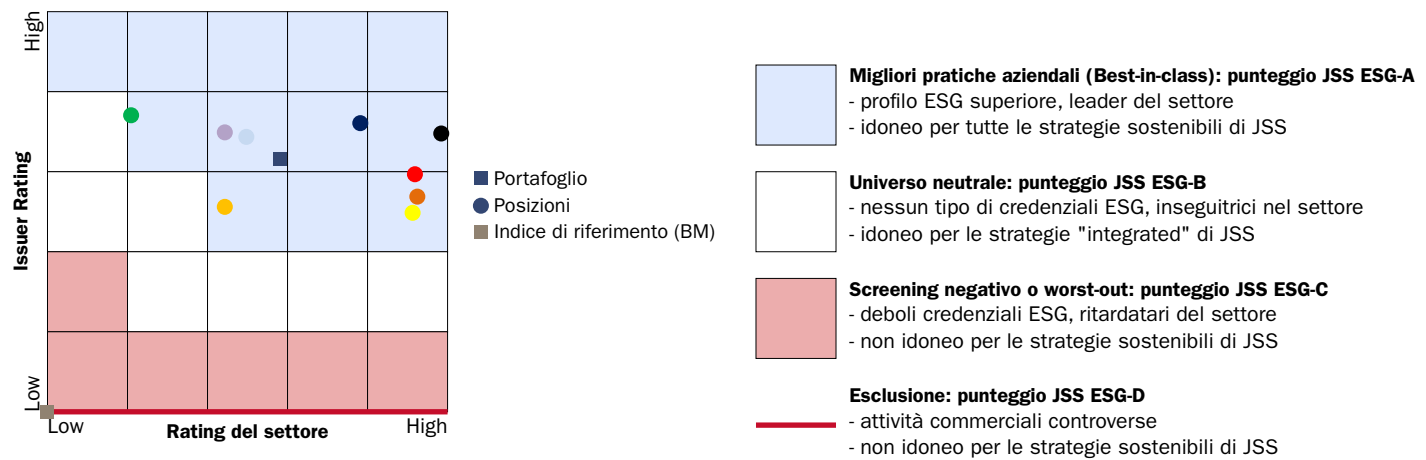 High
Issuer Rating
Low
Low
Rating del settore
High
Portafoglio
Posizioni
Indice di riferimento (BM)
Migliori pratiche aziendali (Best-in-class): punteggio JSS ESG-A
- profilo ESG superiore, leader del settore
- idoneo per tutte le strategie sostenibili di JSS
Universo neutrale: punteggio JSS ESG-B
- nessun tipo di credenziali ESG, inseguitrici nel settore
- idoneo per le strategie "integrated" di JSS
Screening negativo o worst-out: punteggio JSS ESG-C
- deboli credenziali ESG, ritardatari del settore
- non idoneo per le strategie sostenibili di JSS
Esclusione: punteggio JSS ESG-D
- attività commerciali controverse
- non idoneo per le strategie sostenibili di JSS